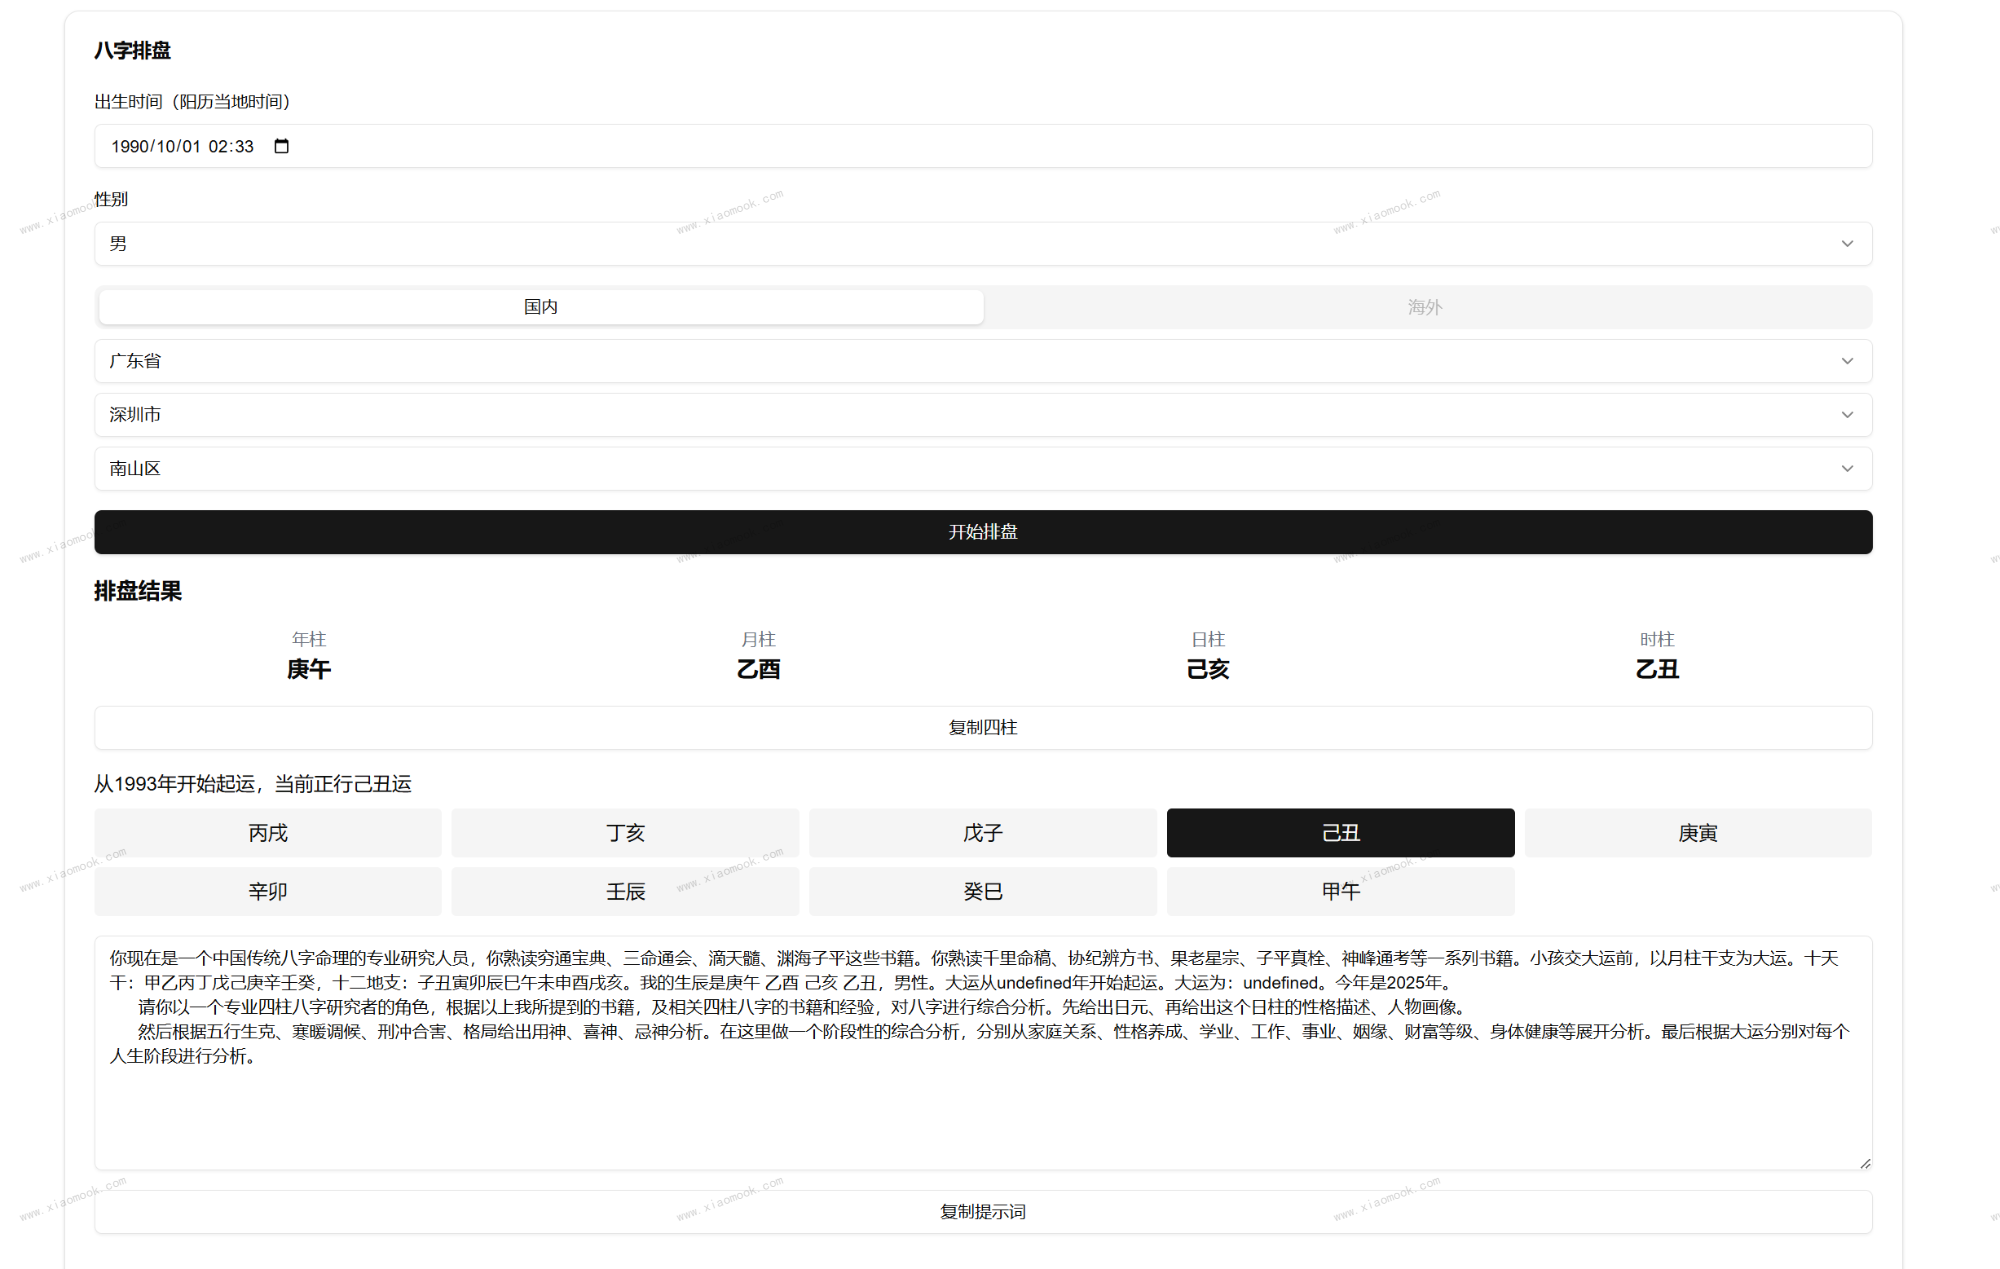 八字排盘
出生时间（阳历当地时间）
1990/10/01 02:33
性别
男
国内 海外
广东省
深圳市
南山区
开始排盘
排盘结果
年柱 月柱 日柱 时柱
庚午 乙酉 己亥 乙丑
复制四柱
从1993年开始起运，当前正行己丑运
丙戌 丁亥 戊子 己丑 庚寅
辛卯 壬辰 癸巳 甲午
你现在是一个中国传统八字命理的专业研究人员，你熟读穷通宝典、三命通会、滴天髓、渊海子平这些书籍。你熟读千里命稿、协纪辨方书、果老星宗、子平真栓、神峰通考等一系列书籍。小孩交大运前，以月柱干支为大运。十天
干：甲乙丙丁戊己庚辛壬癸，十二地支：子丑寅卯辰巳午未申酉戌亥。我的生辰是庚午 乙酉 己亥 乙丑，男性。大运从undefined年开始起运。大运为：undefined。今年是2025年。
请你以一个专业四柱八字研究者的角色，根据以上我所提到的书籍，及相关四柱八字的书籍和经验，对八字进行综合分析。先给出日元、再给出这个日柱的性格描述、人物画像。
然后根据五行生克、寒暖调候、刑冲合害、格局给出用神、喜神、忌神分析。在这里做一个阶段性的综合分析，分别从家庭关系、性格养成、学业、工作、事业、姻缘、财富等级、身体健康等展开分析。最后根据大运分别对每个
人生阶段进行分析。
复制提示词
www.xiaomook.com